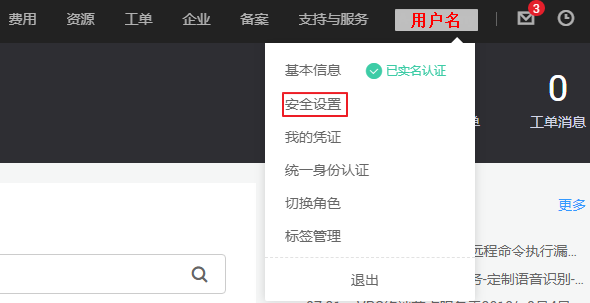 费用 资源 工单 企业 备案 支持与服务 用户名 3
基本信息 已实名认证
安全设置
0
单 工单消息
我的凭证
统一身份认证
切换角色
更多
标签管理
远程命令执行漏...
退出 务-定制语音识别-...